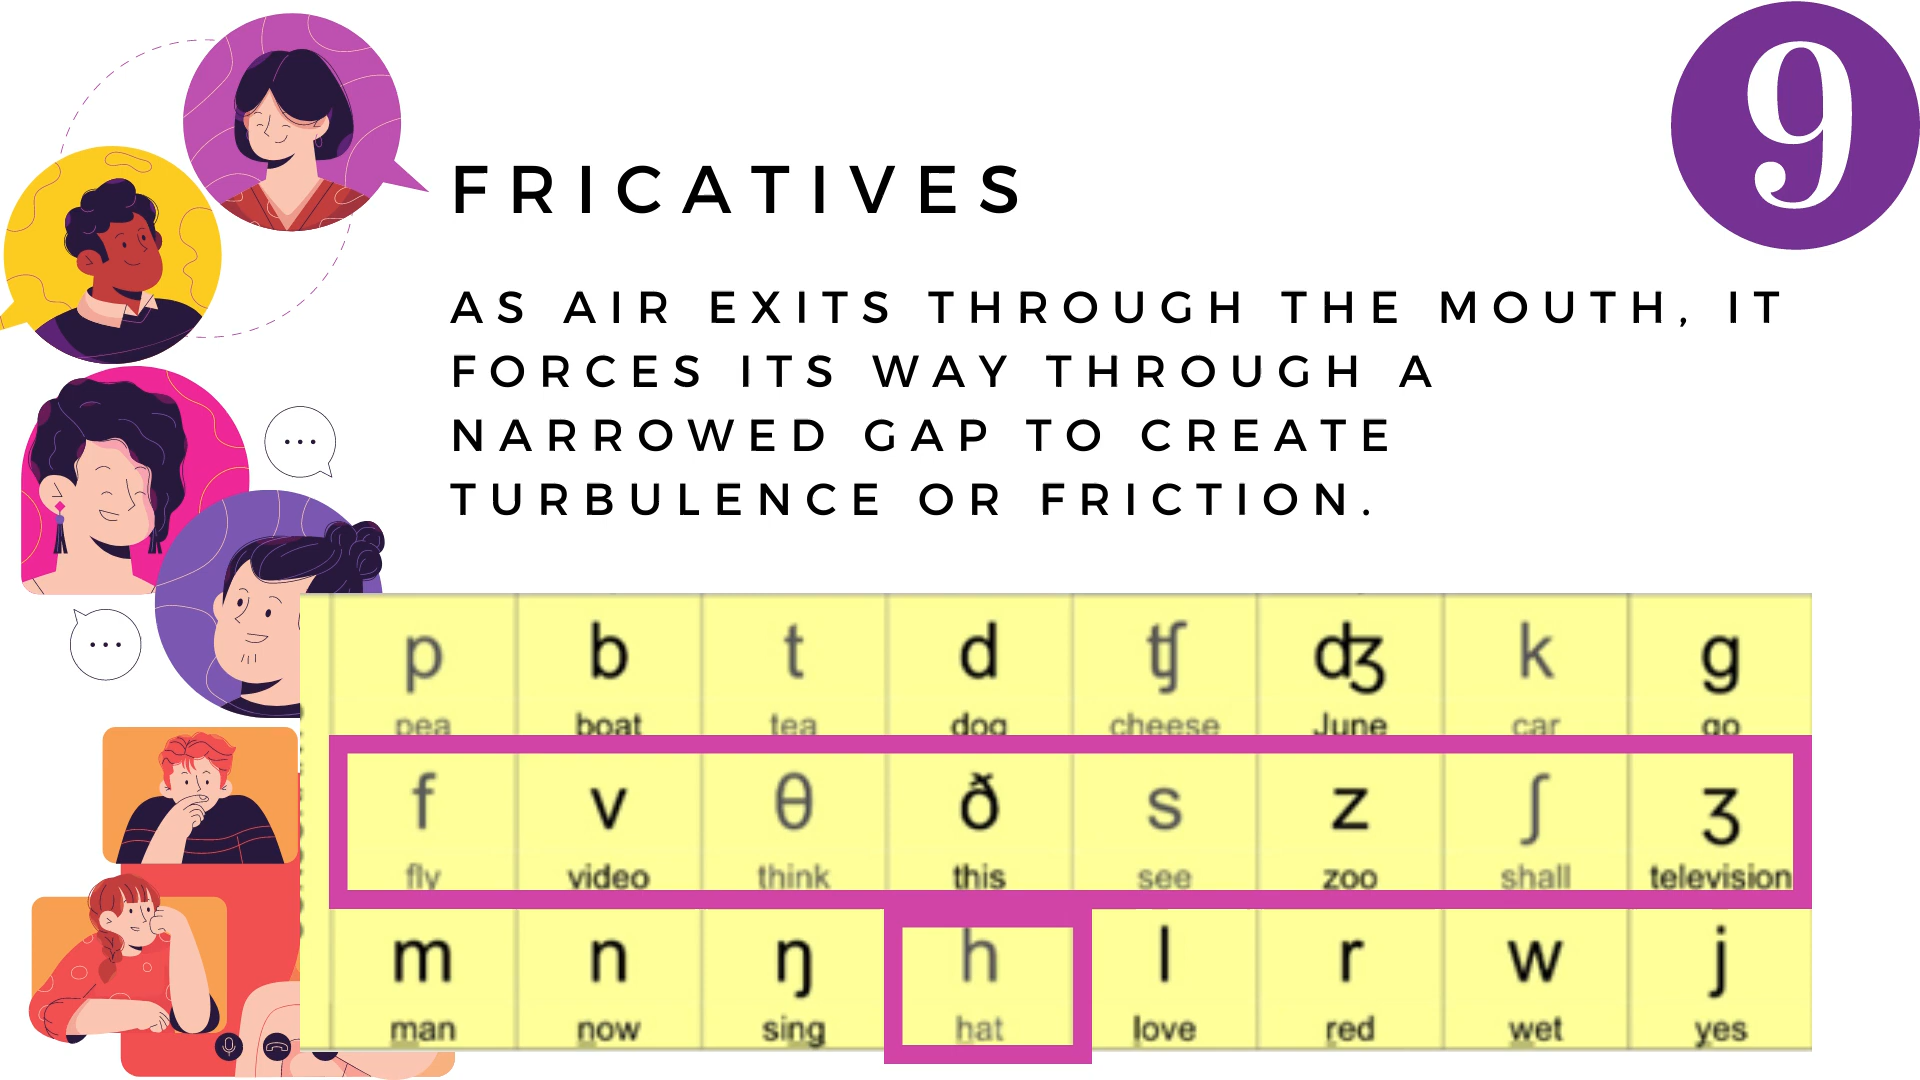 9
FRICATIVES
AS AIR EXITS THROUGH THE MOUTH, IT
FORCES ITS WAY THROUGH A
NARROWED GAP TO CREATE
TURBULENCE OR FRICTION.
p b t d ʧ ʤ k g
pea boat tea dog cheese June car go
f v θ ð s z ʃ ʒ
fly video think this see zoo shall television
m n ŋ h l r w j
man now sing hat love red wet yes